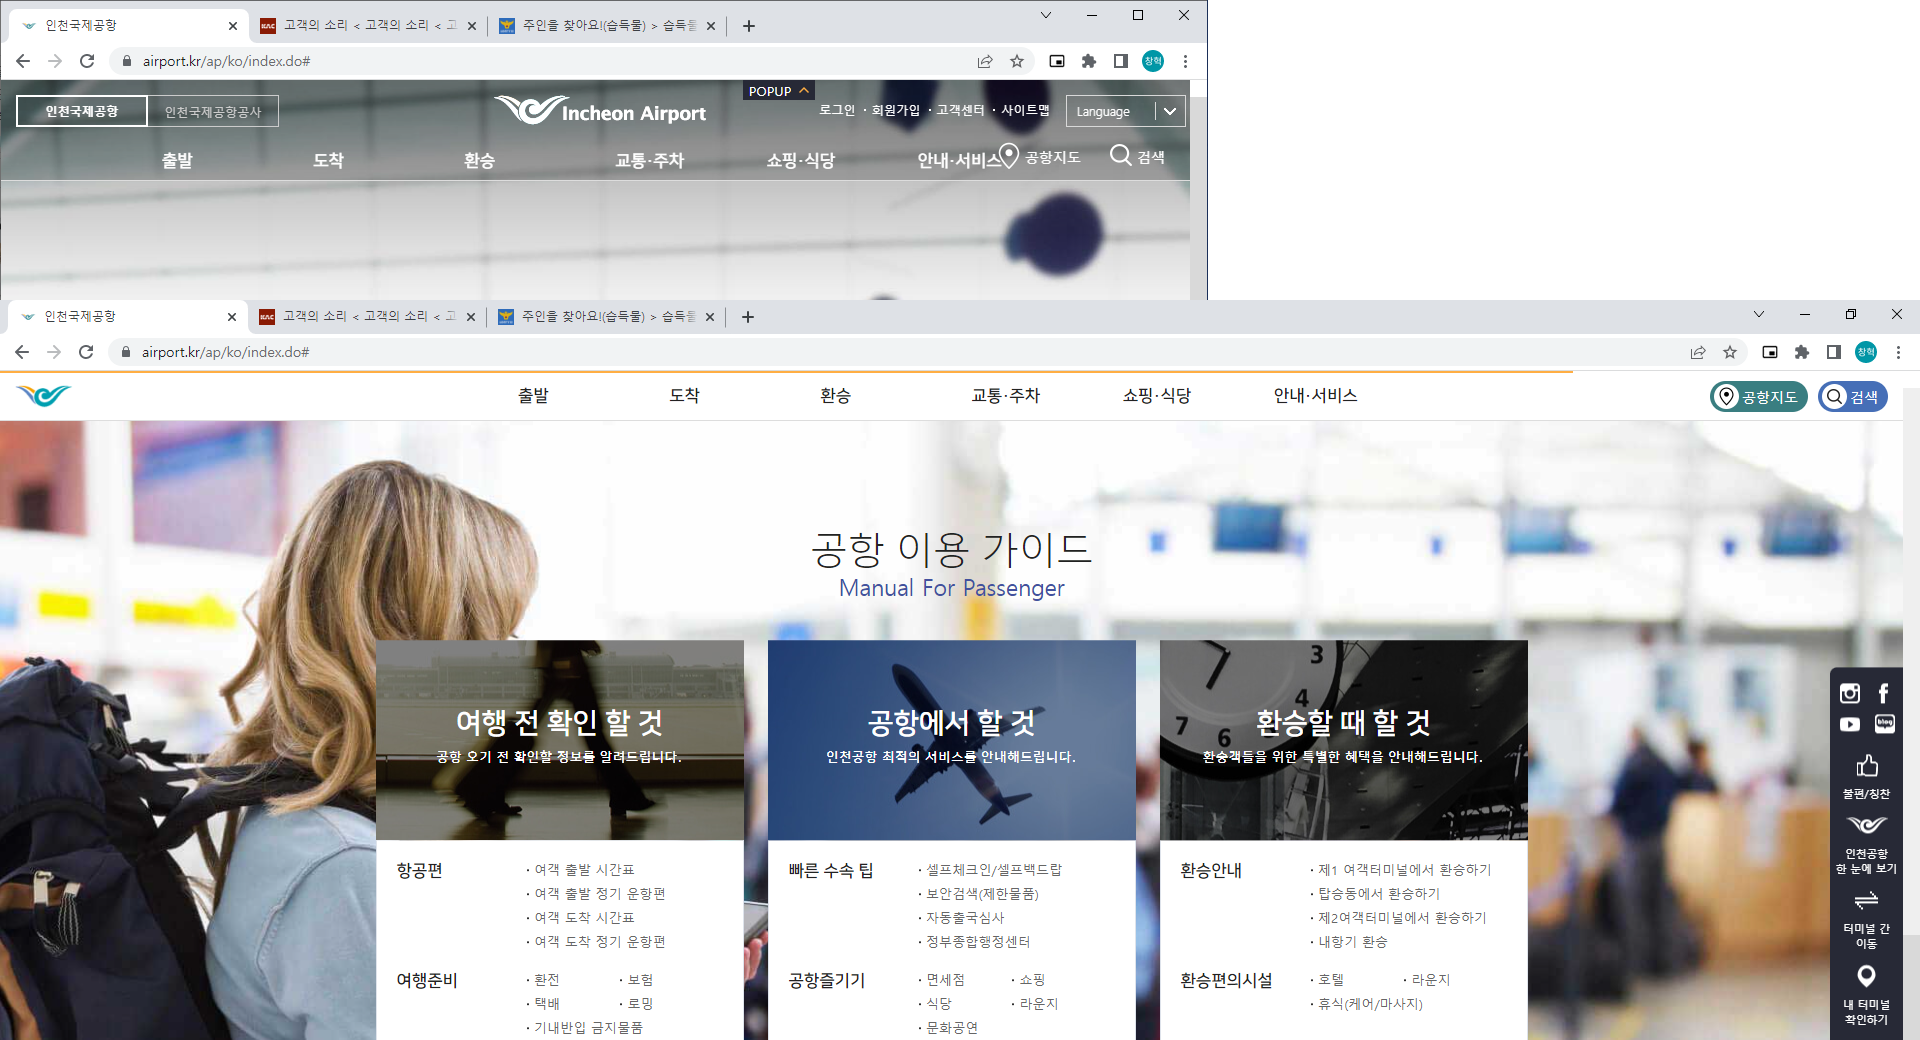 인천국제공항
고객의 소리 < 고객의 소리 < 고
주인을 찾아요!(습득물) > 습득물
airport.kr/ap/ko/index.do#
창혁
인천국제공항
인천국제공항공사
Incheon Airport
POPUP
로그인 · 회원가입 · 고객센터 · 사이트맵
Language
출발
도착
환승
교통·주차
쇼핑·식당
안내·서비스
공항지도
검색
인천국제공항
고객의 소리 < 고객의 소리 < 고
주인을 찾아요!(습득물) > 습득물
airport.kr/ap/ko/index.do#
창혁
출발
도착
환승
교통·주차
쇼핑·식당
안내·서비스
공항지도
검색
공항 이용 가이드
Manual For Passenger
여행 전 확인 할 것
공항 오기 전 확인할 정보를 알려드립니다.
항공편
· 여객 출발 시간표
· 여객 출발 정기 운항편
· 여객 도착 시간표
· 여객 도착 정기 운항편
여행준비
· 환전
· 보험
· 택배
· 로밍
· 기내반입 금지물품
공항에서 할 것
인천공항 최적의 서비스를 안내해드립니다.
빠른 수속 팁
· 셀프체크인/셀프백드랍
· 보안검색(제한물품)
· 자동출국심사
· 정부종합행정센터
공항즐기기
· 면세점
· 쇼핑
· 식당
· 라운지
· 문화공연
환승할 때 할 것
환승객들을 위한 특별한 혜택을 안내해드립니다.
3
4
6
7
환승안내
· 제1 여객터미널에서 환승하기
· 탑승동에서 환승하기
· 제2여객터미널에서 환승하기
· 내항기 환승
환승편의시설
· 호텔
· 라운지
· 휴식(케어/마사지)
blog
불편/칭찬
인천공항
한 눈에 보기
터미널 간
이동
내 터미널
확인하기